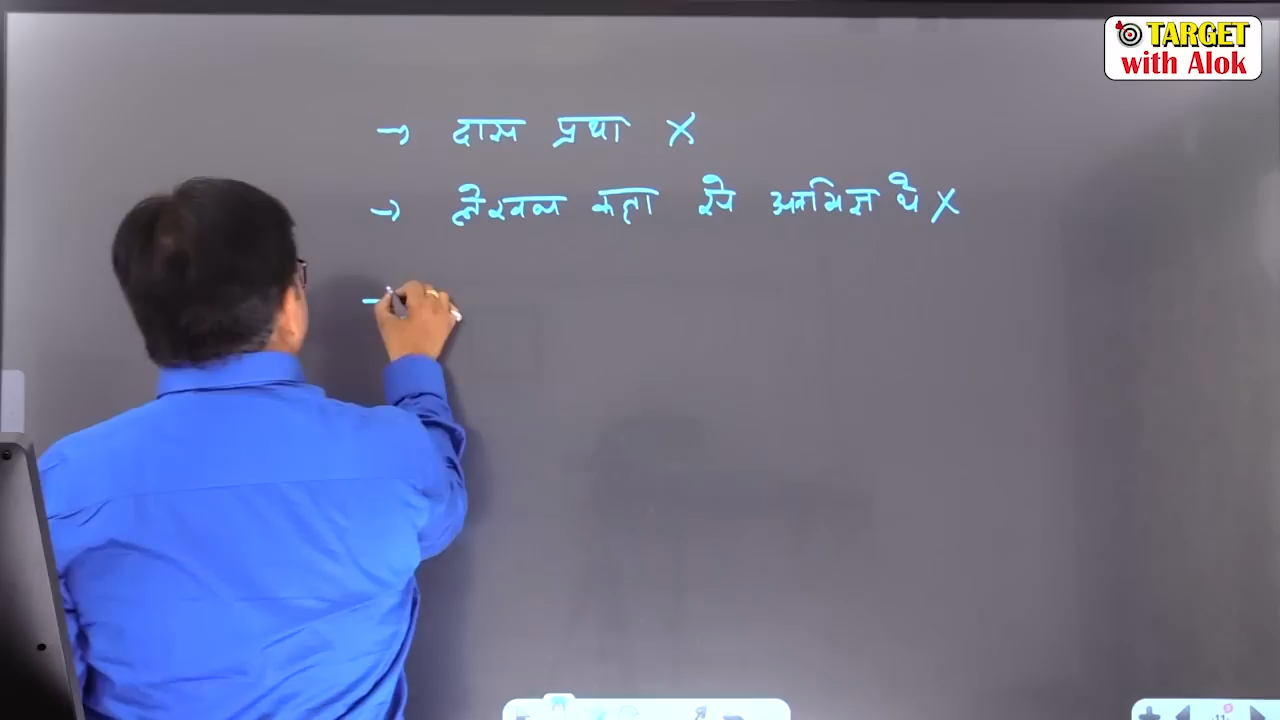 TARGET
with Alok
→ दास प्रथा X
→ लेखन कला से अनभिज्ञ थे X